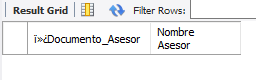 Result Grid Filter Rows:
ï»¿Documento_Asesor Nombre
Asesor